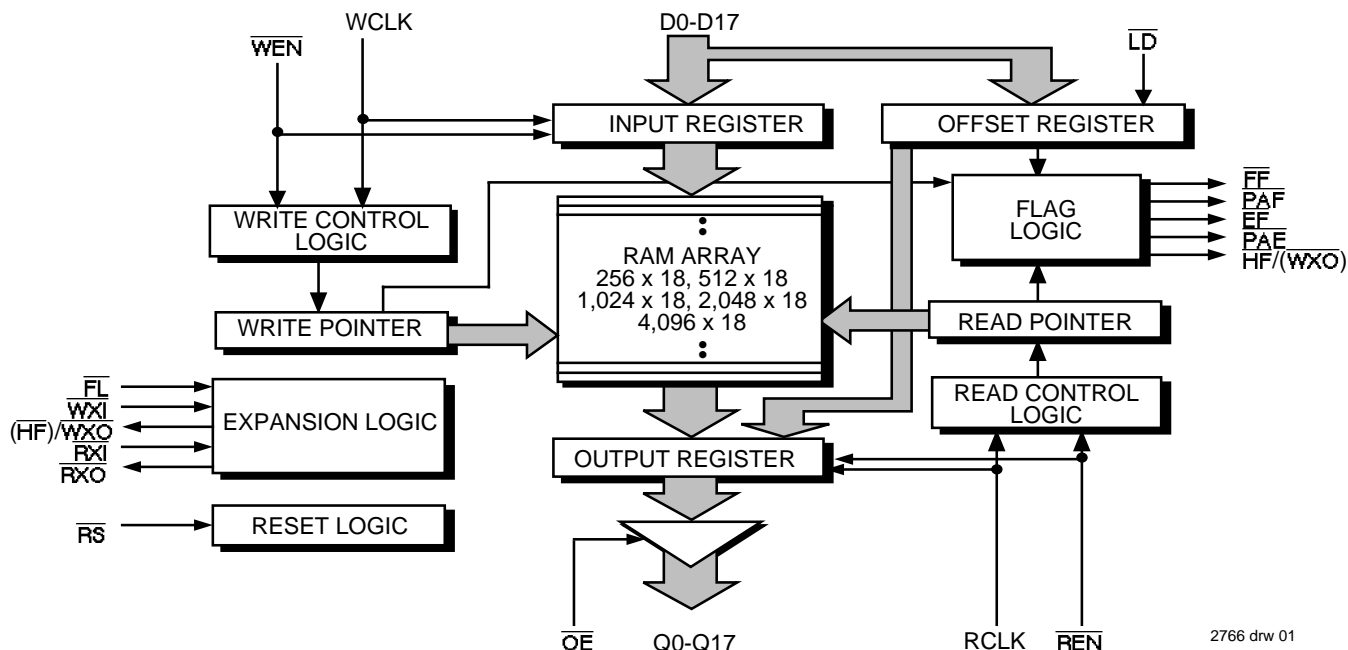 WCLK
D0-D17
WEN
LD
INPUT REGISTER
OFFSET REGISTER
WRITE CONTROL
LOGIC
FLAG
LOGIC
FF
PAF
EF
PAE
HF/(WXO)
RAM ARRAY
256 x 18, 512 x 18
1,024 x 18, 2,048 x 18
4,096 x 18
WRITE POINTER
READ POINTER
FL
WXI
(HF)/WXO
RXI
RXO
EXPANSION LOGIC
READ CONTROL
LOGIC
OUTPUT REGISTER
RS
RESET LOGIC
OE
Q0-Q17
RCLK
REN
2766 drw 01